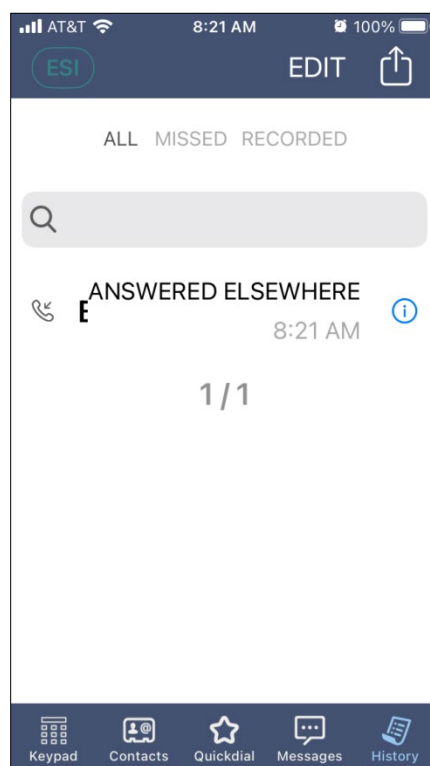 AT&T 8:21 AM 100%
ESI EDIT
ALL MISSED RECORDED
ANSWERED ELSEWHERE
8:21 AM
1/1
Keypad Contacts Quickdial Messages History